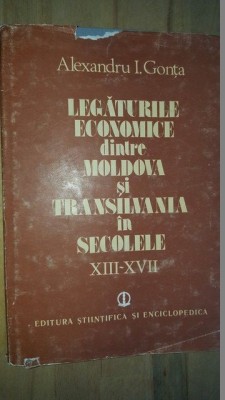 Alexandru I. Gonța
LEGĂTURILE
ECONOMICE
dintre
MOLDOVA
și
TRANSILVANIA
în
SECOLELE
XIII-XVII
EDITURA ȘTIINȚIFICĂ ȘI ENCICLOPEDICĂ